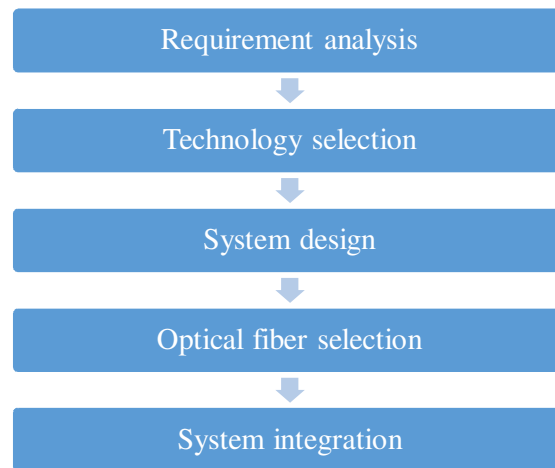 Requirement analysis
Technology selection
System design
Optical fiber selection
System integration